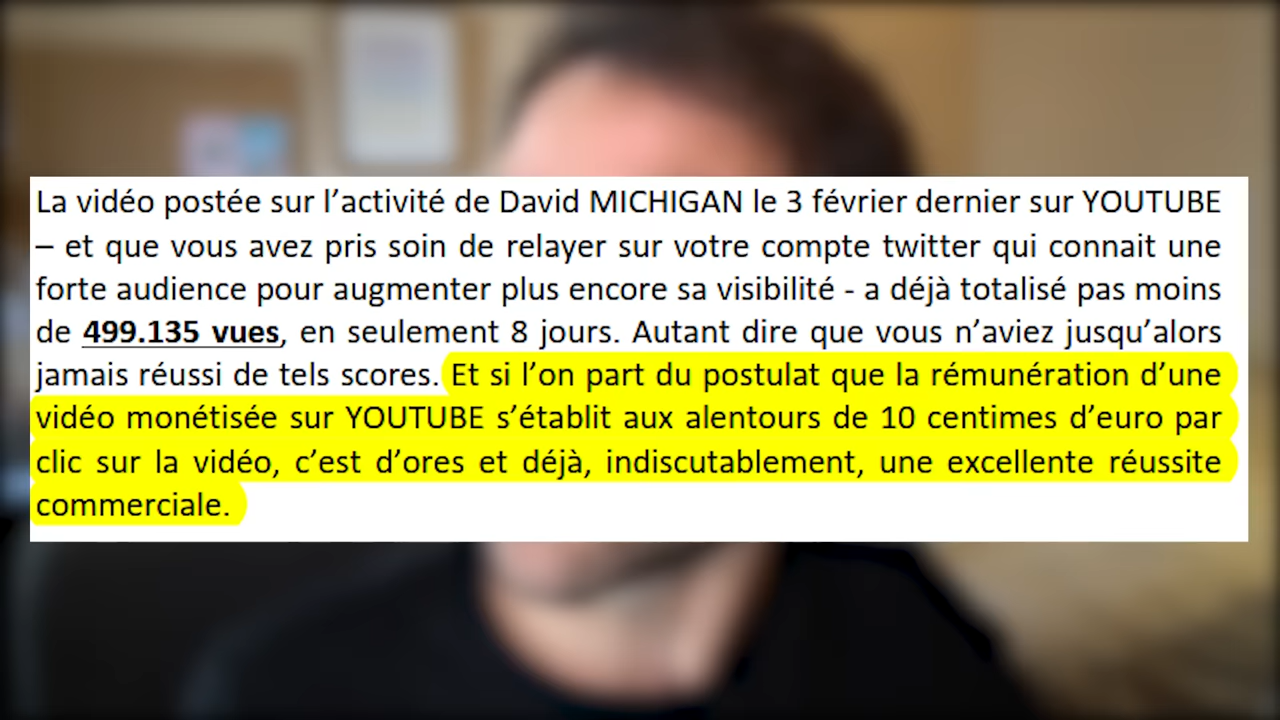 La vidéo postée sur l’activité de David MICHIGAN le 3 février dernier sur YOUTUBE
– et que vous avez pris soin de relayer sur votre compte twitter qui connait une
forte audience pour augmenter plus encore sa visibilité - a déjà totalisé pas moins
de 499.135 vues, en seulement 8 jours. Autant dire que vous n’aviez jusqu’alors
jamais réussi de tels scores. Et si l’on part du postulat que la rémunération d’une
vidéo monétisée sur YOUTUBE s’établit aux alentours de 10 centimes d’euro par
clic sur la vidéo, c’est d’ores et déjà, indiscutablement, une excellente réussite
commerciale.